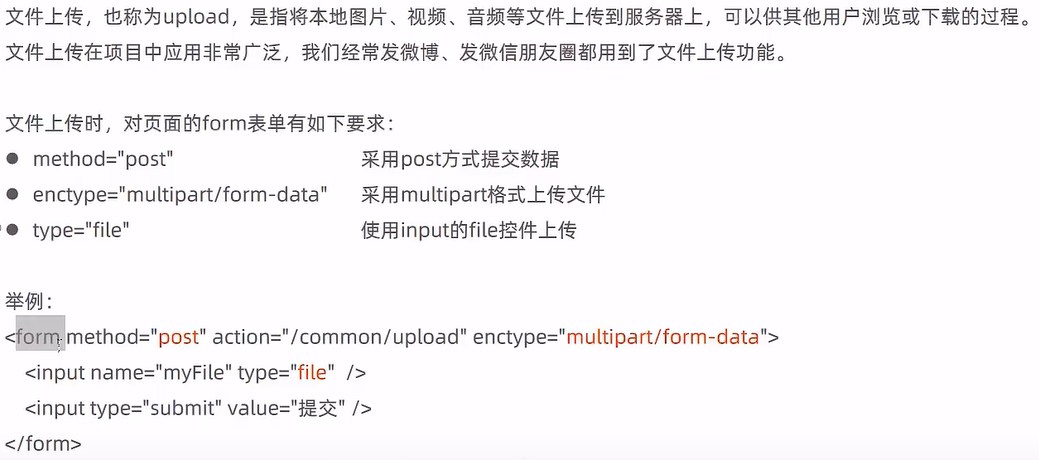 文件上传，也称为upload，是指将本地图片、视频、音频等文件上传到服务器上，可以供其他用户浏览或下载的过程。
文件上传在项目中应用非常广泛，我们经常发微博、发微信朋友圈都用到了文件上传功能。
文件上传时，对页面的form表单有如下要求：
● method="post" 采用post方式提交数据
● enctype="multipart/form-data" 采用multipart格式上传文件
● type="file" 使用input的file控件上传
举例：
<form method="post" action="/common/upload" enctype="multipart/form-data">
<input name="myFile" type="file" />
<input type="submit" value="提交" />
</form>